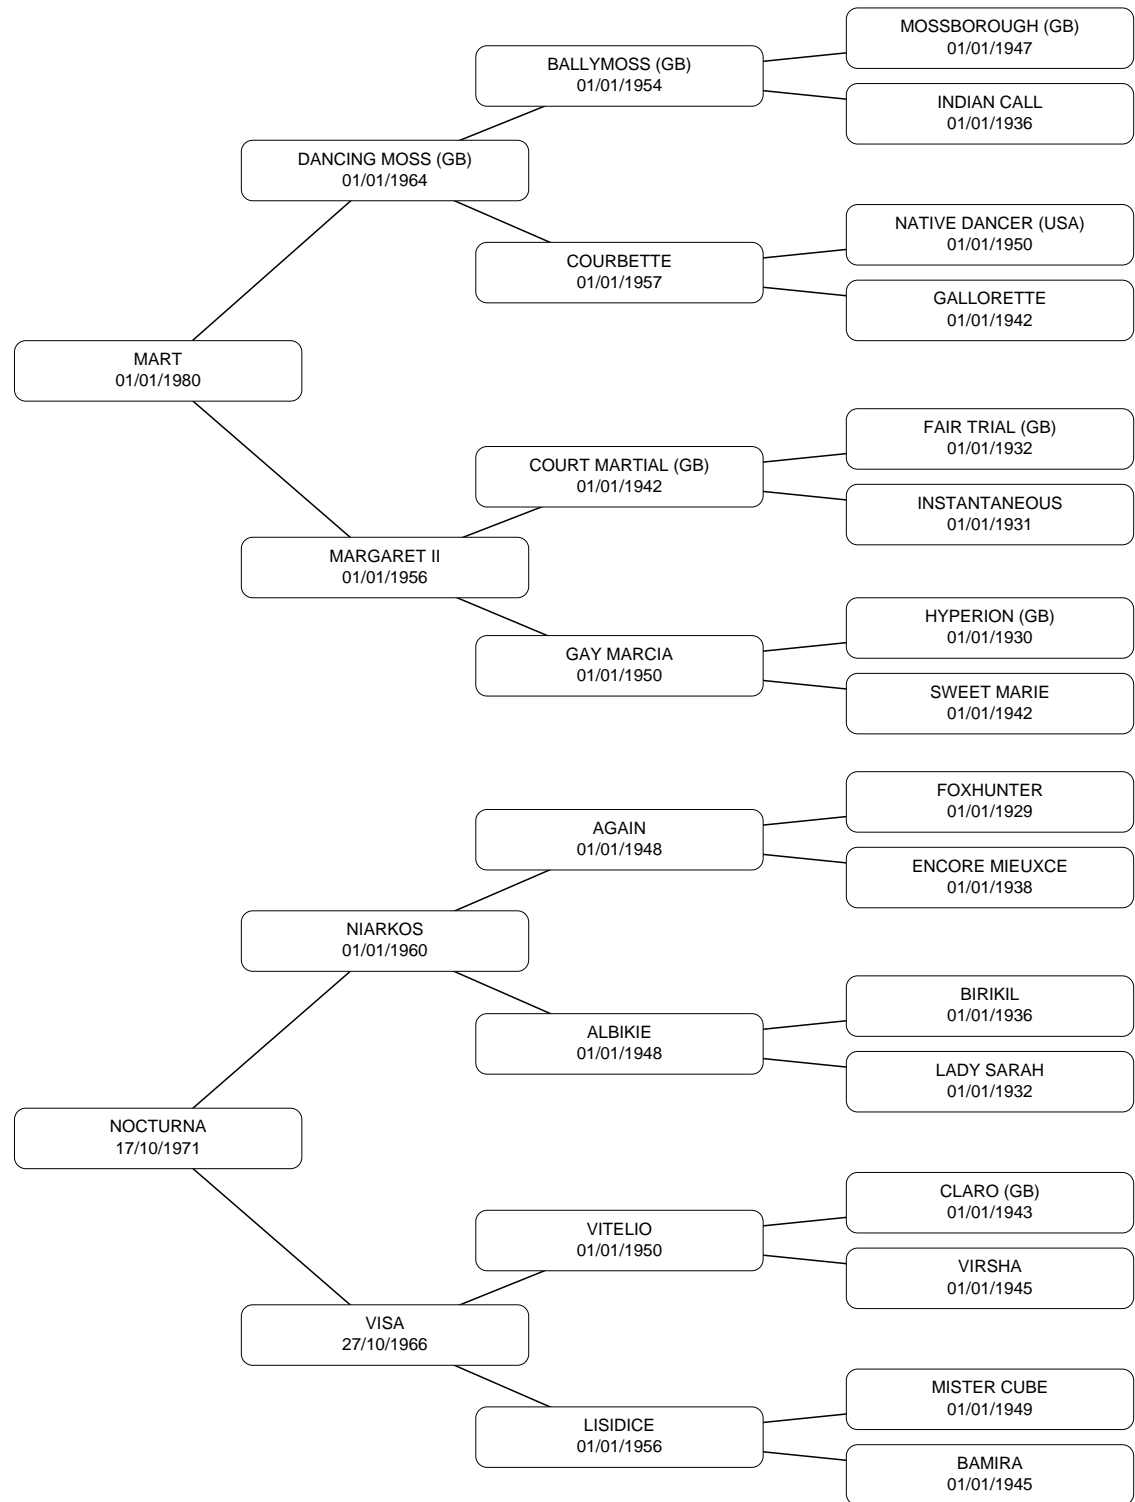 MOSSBOROUGH (GB)
01/01/1947
BALLYMOSS (GB)
01/01/1954
INDIAN CALL
01/01/1936
DANCING MOSS (GB)
01/01/1964
NATIVE DANCER (USA)
01/01/1950
COURBETTE
01/01/1957
GALLORETTE
01/01/1942
MART
01/01/1980
FAIR TRIAL (GB)
01/01/1932
COURT MARTIAL (GB)
01/01/1942
INSTANTANEOUS
01/01/1931
MARGARET II
01/01/1956
HYPERION (GB)
01/01/1930
GAY MARCIA
01/01/1950
SWEET MARIE
01/01/1942
FOXHUNTER
01/01/1929
AGAIN
01/01/1948
ENCORE MIEUXCE
01/01/1938
NIARKOS
01/01/1960
BIRIKIL
01/01/1936
ALBIKIE
01/01/1948
LADY SARAH
01/01/1932
NOCTURNA
17/10/1971
CLARO (GB)
01/01/1943
VITELIO
01/01/1950
VIRSHA
01/01/1945
VISA
27/10/1966
MISTER CUBE
01/01/1949
LISIDICE
01/01/1956
BAMIRA
01/01/1945